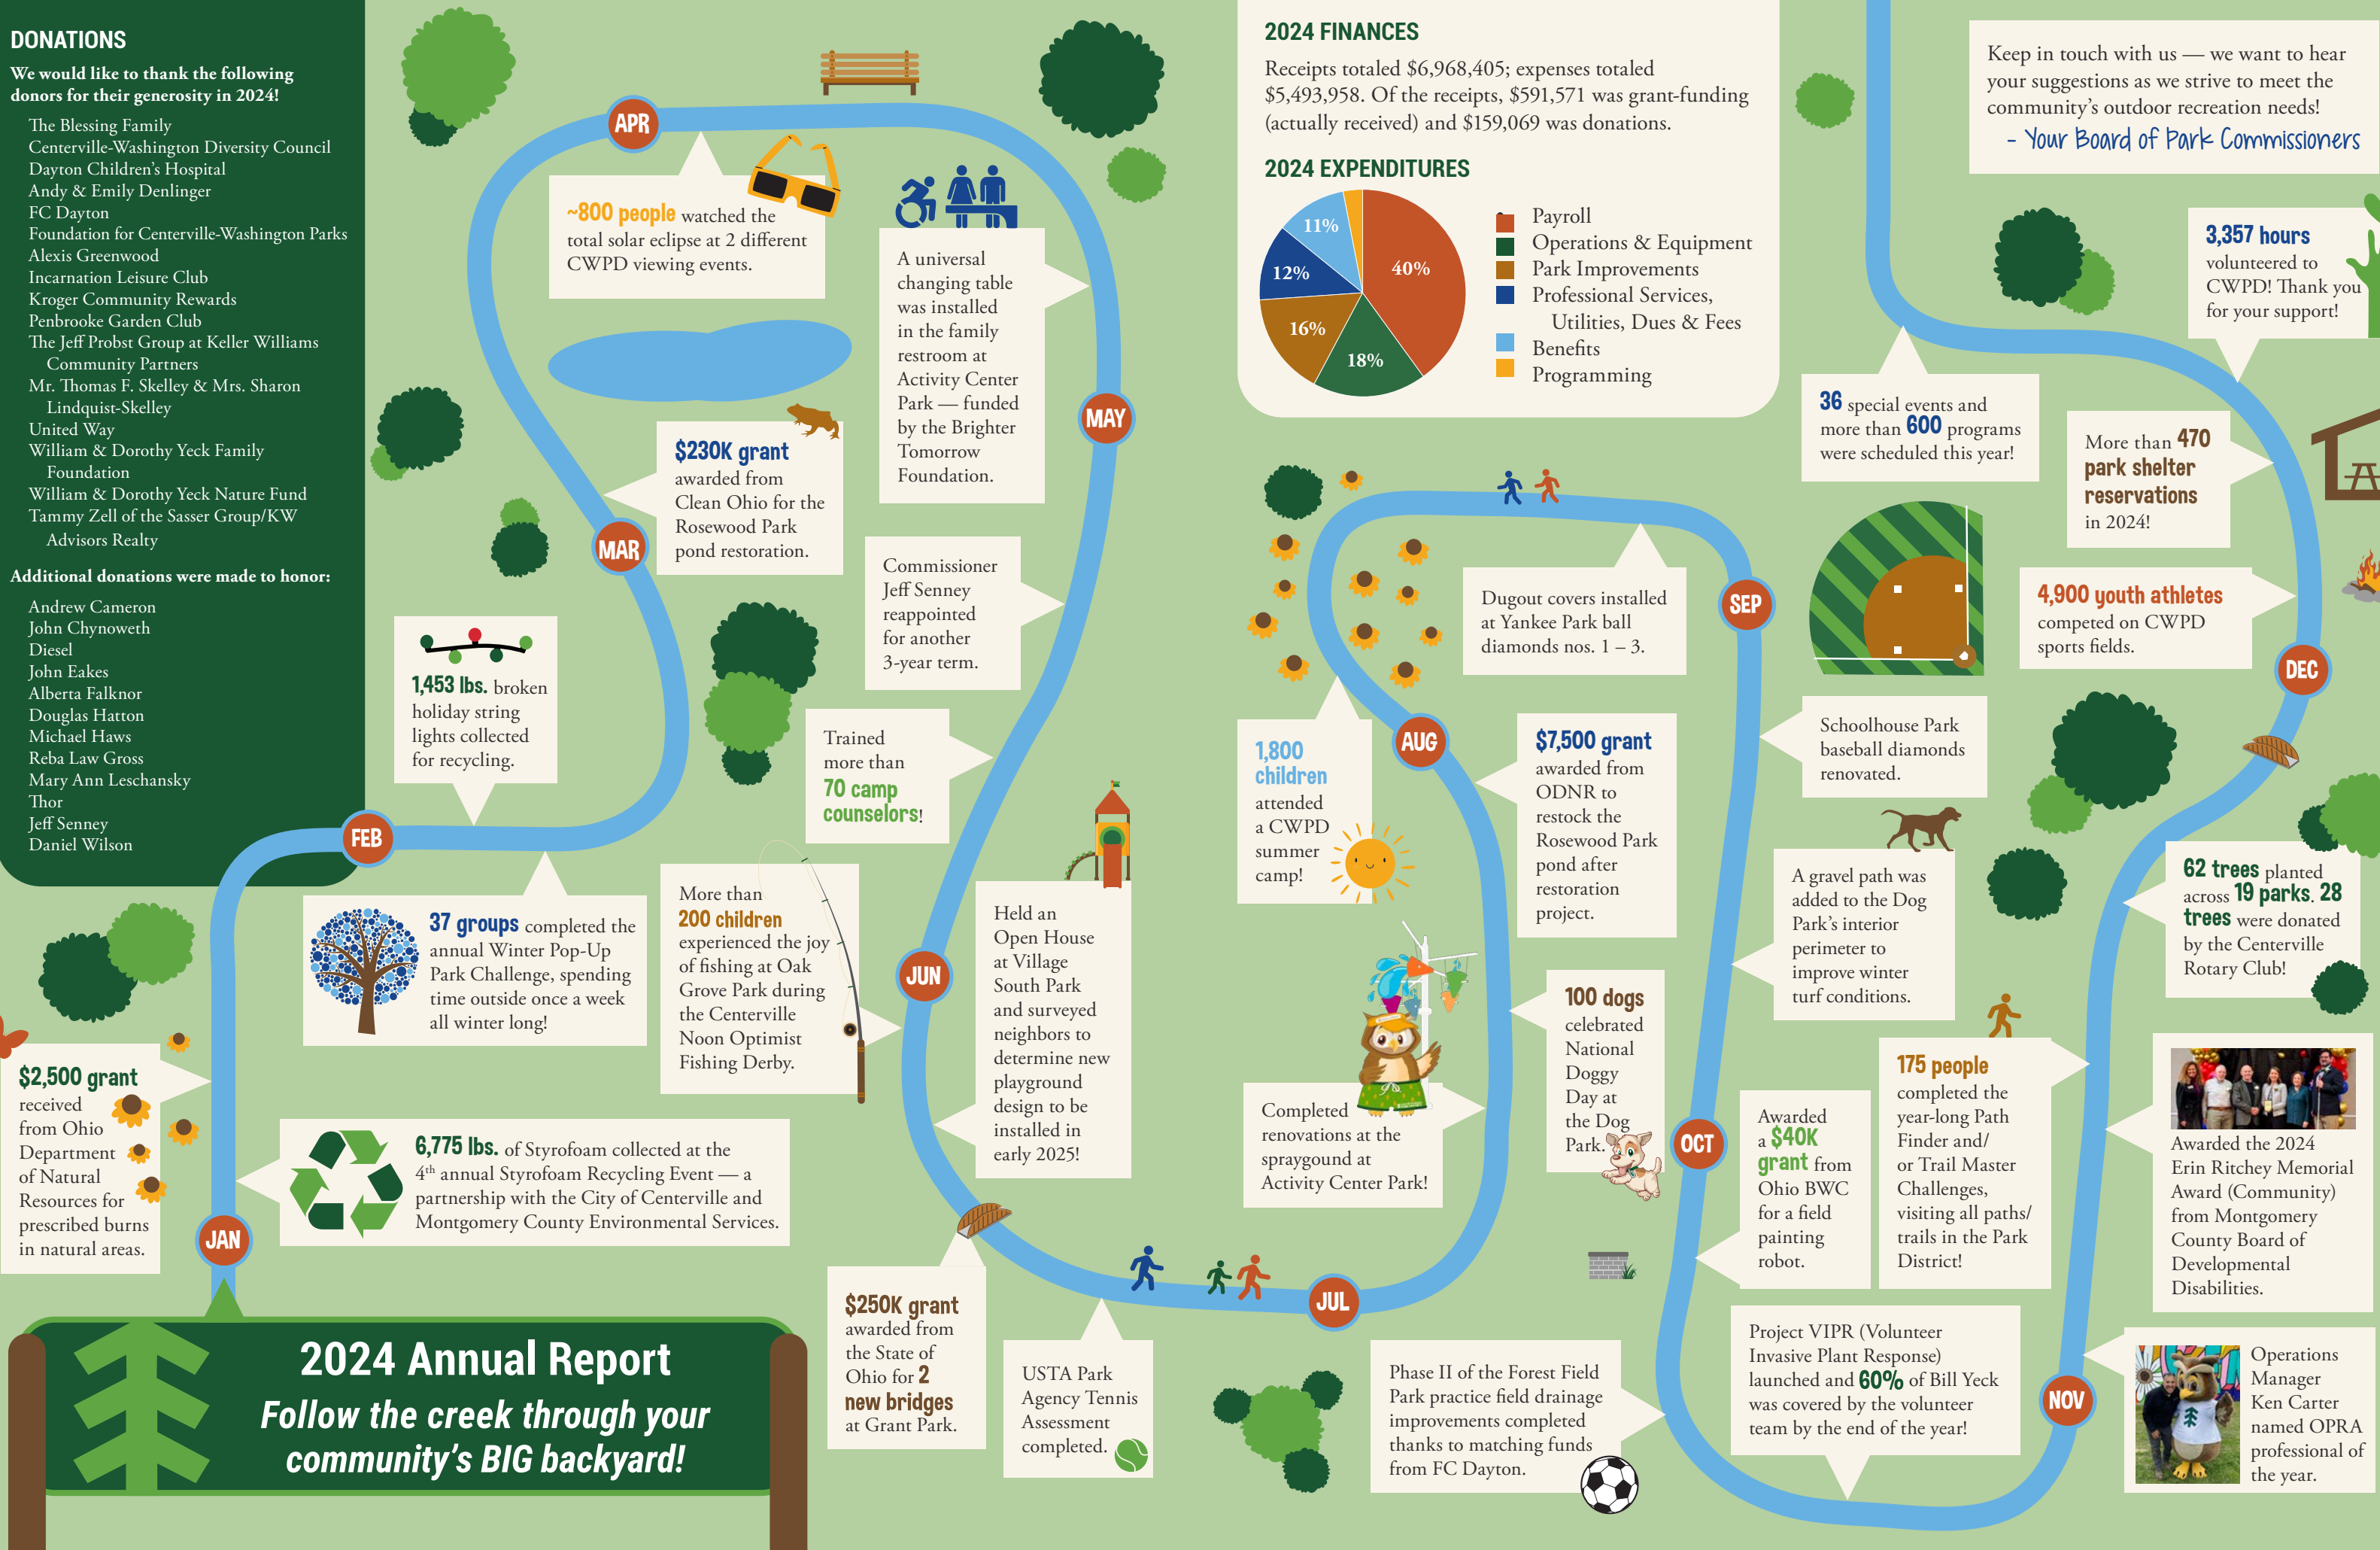 DONATIONS
We would like to thank the following
donors for their generosity in 2024!
The Blessing Family
Centerville-Washington Diversity Council
Dayton Children's Hospital
Andy & Emily Denlinger
FC Dayton
Foundation for Centerville-Washington Parks
Alexis Greenwood
Incarnation Leisure Club
Kroger Community Rewards
Penbrooke Garden Club
The Jeff Probst Group at Keller Williams
Community Partners
Mr. Thomas F. Skelley & Mrs. Sharon
Lindquist-Skelley
United Way
William & Dorothy Yeck Family
Foundation
William & Dorothy Yeck Nature Fund
Tammy Zell of the Sasser Group/KW
Advisors Realty
Additional donations were made to honor:
Andrew Cameron
John Chynoweth
Diesel
John Eakes
Alberta Falknor
Douglas Hatton
Michael Haws
Reba Law Gross
Mary Ann Leschansky
Thor
Jeff Senney
Daniel Wilson
2024 Annual Report
Follow the creek through your
community's BIG backyard!
JAN
$2,500 grant
received
from Ohio
Department
of Natural
Resources for
prescribed burns
in natural areas.
6,775 lbs. of Styrofoam collected at the
4th annual Styrofoam Recycling Event — a
partnership with the City of Centerville and
Montgomery County Environmental Services.
FEB
1,453 lbs. broken
holiday string
lights collected
for recycling.
37 groups completed the
annual Winter Pop-Up
Park Challenge, spending
time outside once a week
all winter long!
MAR
$230K grant
awarded from
Clean Ohio for the
Rosewood Park
pond restoration.
APR
~800 people watched the
total solar eclipse at 2 different
CWPD viewing events.
A universal
changing table
was installed
in the family
restroom at
Activity Center
Park — funded
by the Brighter
Tomorrow
Foundation.
MAY
Commissioner
Jeff Senney
reappointed
for another
3-year term.
Trained
more than
70 camp
counselors!
More than
200 children
experienced the joy
of fishing at Oak
Grove Park during
the Centerville
Noon Optimist
Fishing Derby.
JUN
Held an
Open House
at Village
South Park
and surveyed
neighbors to
determine new
playground
design to be
installed in
early 2025!
$250K grant
awarded from
the State of
Ohio for 2
new bridges
at Grant Park.
USTA Park
Agency Tennis
Assessment
completed.
JUL
Completed
renovations at the
sprayground at
Activity Center Park!
100 dogs
celebrated
National
Doggy
Day at
the Dog
Park.
$7,500 grant
awarded from
ODNR to
restock the
Rosewood Park
pond after
restoration
project.
AUG
1,800
children
attended
a CWPD
summer
camp!
Dugout covers installed
at Yankee Park ball
diamonds nos. 1 – 3.
SEP
Schoolhouse Park
baseball diamonds
renovated.
A gravel path was
added to the Dog
Park's interior
perimeter to
improve winter
turf conditions.
OCT
Awarded
a $40K
grant from
Ohio BWC
for a field
painting
robot.
Phase II of the Forest Field
Park practice field drainage
improvements completed
thanks to matching funds
from FC Dayton.
Project VIPR (Volunteer
Invasive Plant Response)
launched and 60% of Bill Yeck
was covered by the volunteer
team by the end of the year!
NOV
Operations
Manager
Ken Carter
named OPRA
professional of
the year.
Awarded the 2024
Erin Ritchey Memorial
Award (Community)
from Montgomery
County Board of
Developmental
Disabilities.
175 people
completed the
year-long Path
Finder and/
or Trail Master
Challenges,
visiting all paths/
trails in the Park
District!
62 trees planted
across 19 parks. 28
trees were donated
by the Centerville
Rotary Club!
DEC
4,900 youth athletes
competed on CWPD
sports fields.
More than 470
park shelter
reservations
in 2024!
3,357 hours
volunteered to
CWPD! Thank you
for your support!
36 special events and
more than 600 programs
were scheduled this year!
2024 FINANCES
Receipts totaled $6,968,405; expenses totaled
$5,493,958. Of the receipts, $591,571 was grant-funding
(actually received) and $159,069 was donations.
2024 EXPENDITURES
40%
18%
16%
12%
11%
Payroll
Operations & Equipment
Park Improvements
Professional Services,
Utilities, Dues & Fees
Benefits
Programming
Keep in touch with us — we want to hear
your suggestions as we strive to meet the
community's outdoor recreation needs!
- Your Board of Park Commissioners